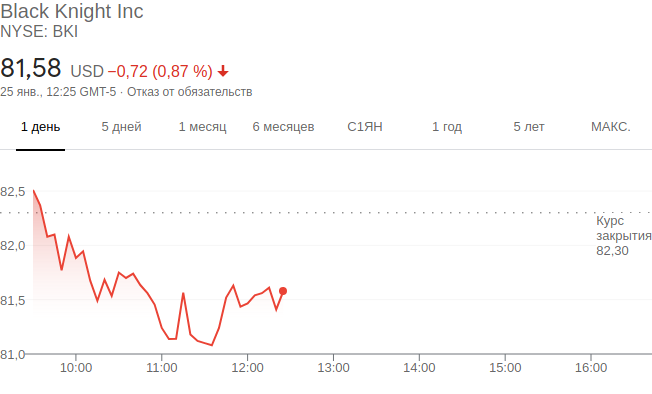 Black Knight Inc
NYSE: BKI
81,58 USD −0,72 (0,87 %)
25 янв., 12:25 GMT-5 · Отказ от обязательств
1 день 5 дней 1 месяц 6 месяцев С1ЯН 1 год 5 лет МАКС.
82,5
Курс
закрытия
82,0 82,30
81,5
81,0
10:00 11:00 12:00 13:00 14:00 15:00 16:00